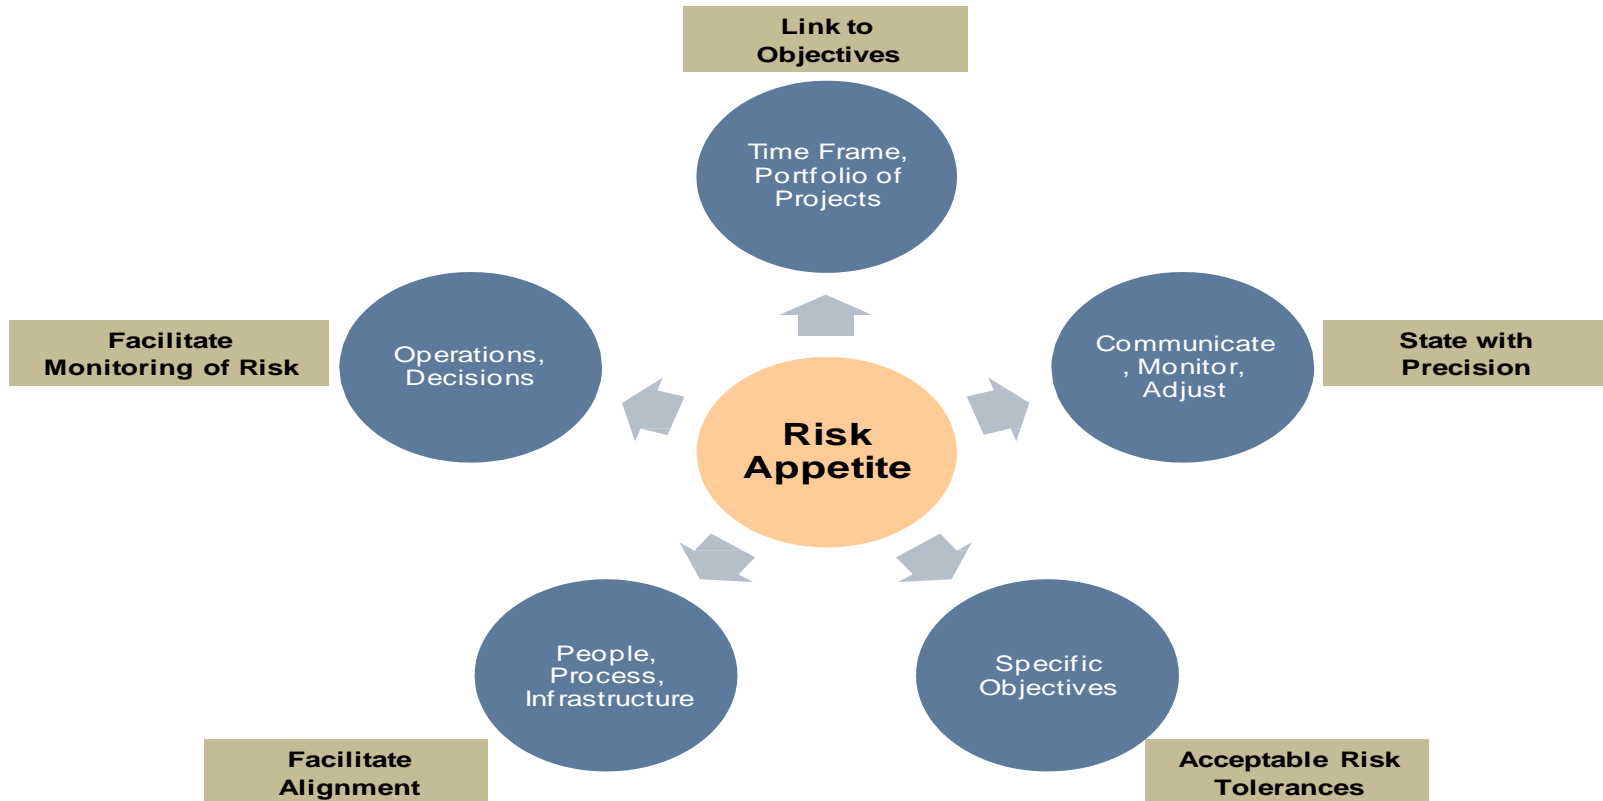 Link to
Objectives
Time Frame,
Portfolio of
Projects
Facilitate
Monitoring of Risk
Operations,
Decisions
Communicate
, Monitor,
Adjust
State with
Precision
Risk
Appetite
People,
Process,
Infrastructure
Specific
Objectives
Facilitate
Alignment
Acceptable Risk
Tolerances